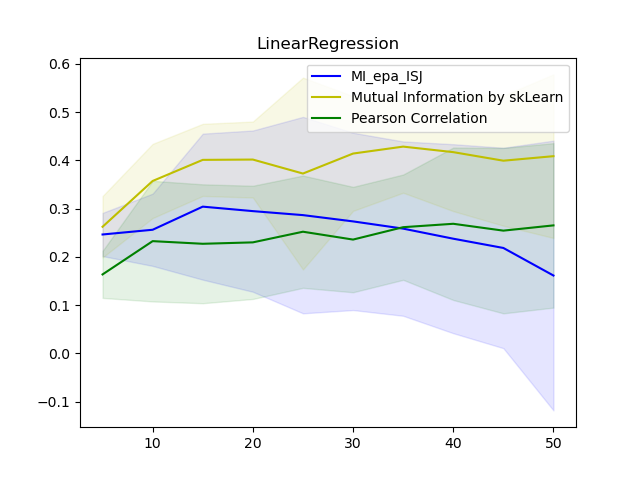 LinearRegression
MI_epa_ISJ
Mutual Information by skLearn
Pearson Correlation
0.6
0.5
0.4
0.3
0.2
0.1
0.0
−0.1
10 20 30 40 50